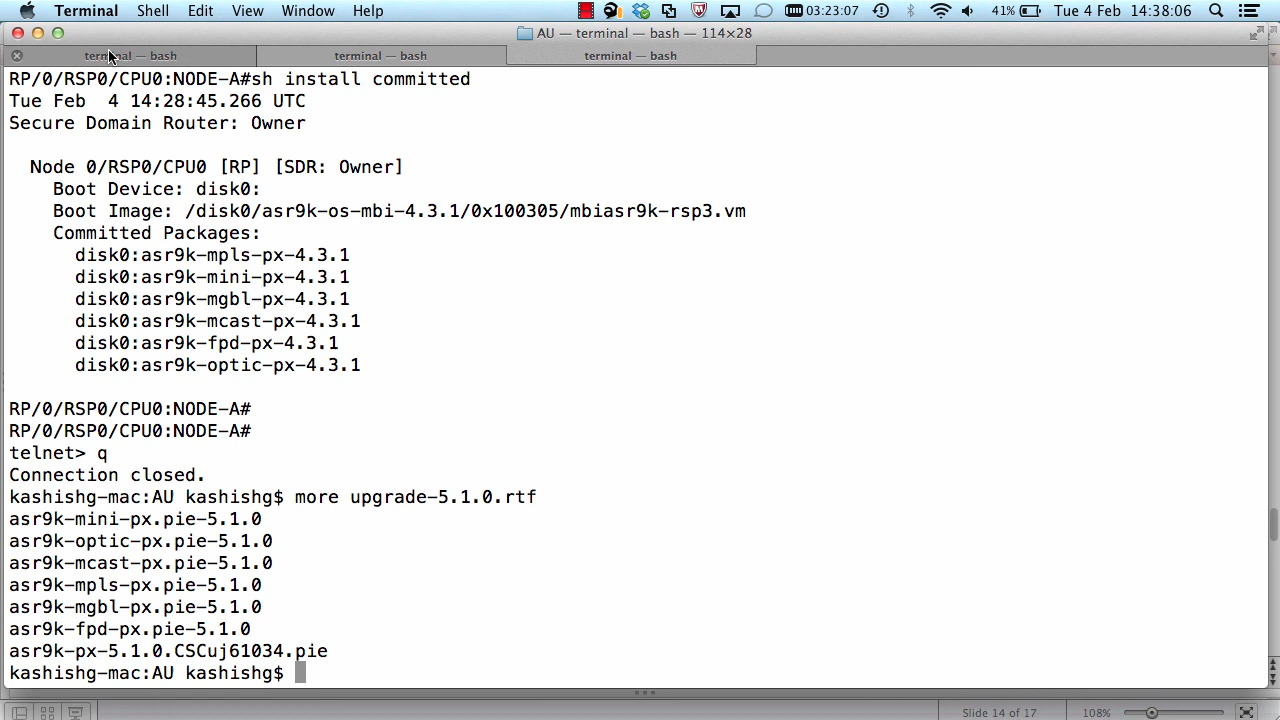 Terminal Shell Edit View Window Help 03:23:07 41% Tue 4 Feb 14:38:06
AU — terminal — bash — 114×28
terminal — bash terminal — bash terminal — bash
RP/0/RSP0/CPU0:NODE-A#sh install committed
Tue Feb  4 14:28:45.266 UTC
Secure Domain Router: Owner
Node 0/RSP0/CPU0 [RP] [SDR: Owner]
Boot Device: disk0:
Boot Image: /disk0/asr9k-os-mbi-4.3.1/0x100305/mbiasr9k-rsp3.vm
Committed Packages:
disk0:asr9k-mpls-px-4.3.1
disk0:asr9k-mini-px-4.3.1
disk0:asr9k-mgbl-px-4.3.1
disk0:asr9k-mcast-px-4.3.1
disk0:asr9k-fpd-px-4.3.1
disk0:asr9k-optic-px-4.3.1
RP/0/RSP0/CPU0:NODE-A#
RP/0/RSP0/CPU0:NODE-A#
telnet> q
Connection closed.
kashishg-mac:AU kashishg$ more upgrade-5.1.0.rtf
asr9k-mini-px.pie-5.1.0
asr9k-optic-px.pie-5.1.0
asr9k-mcast-px.pie-5.1.0
asr9k-mpls-px.pie-5.1.0
asr9k-mgbl-px.pie-5.1.0
asr9k-fpd-px.pie-5.1.0
asr9k-px-5.1.0.CSCuj61034.pie
kashishg-mac:AU kashishg$
Slide 14 of 17 108%